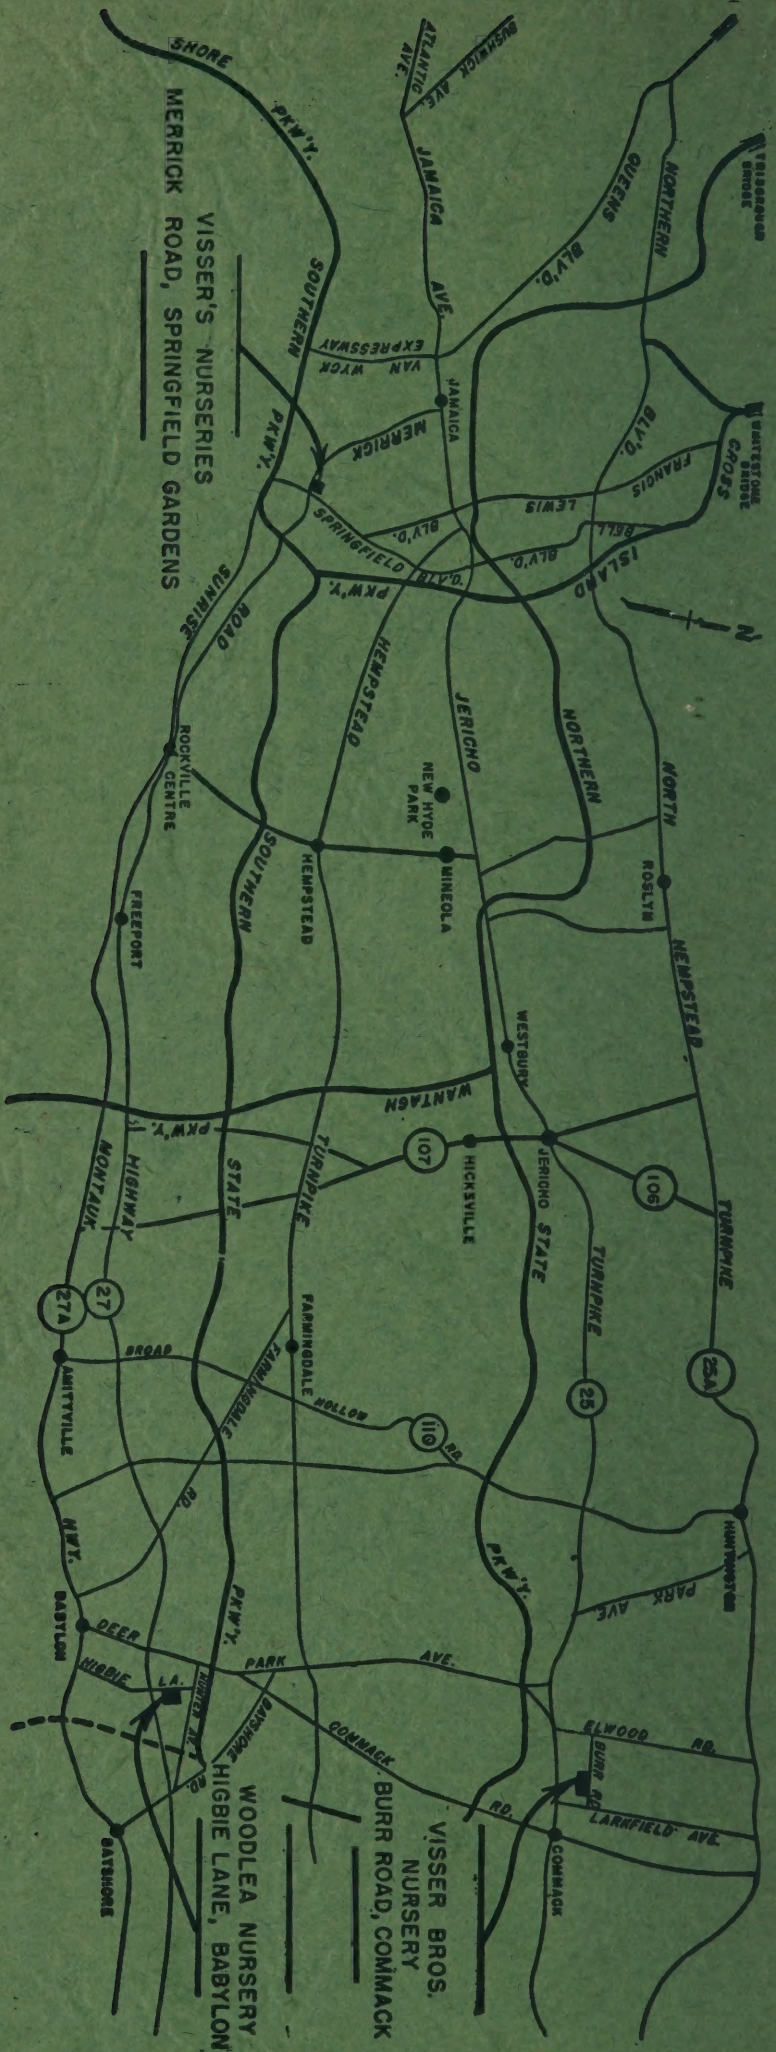 SHORE
PKW'Y.
ATLANTIC
AVE.
BUSHWICK AVE.
JAMAICA
AVE.
QUEENS
BLV'D.
NORTHERN
BLV'D.
TRIBOROUGH
BRIDGE
WHITESTONE
BRIDGE
CROSS
ISLAND
PKW'Y.
N
VISSER'S NURSERIES
MERRICK ROAD, SPRINGFIELD GARDENS
SOUTHERN
PKW'Y.
VAN WYCK
EXPRESSWAY
JAMAICA
MERRICK
ROAD
FRANCIS
LEWIS
BLV'D.
BELL
BLV'D.
SPRINGFIELD
SUNRISE
HIGHWAY
HEMPSTEAD
TURNPIKE
JERICHO
TURNPIKE
NORTHERN
STATE
PKW'Y.
NORTH
HEMPSTEAD
TURNPIKE
ROCKVILLE
CENTRE
NEW HYDE
PARK
MINEOLA
HEMPSTEAD
ROSLYN
FREEPORT
SOUTHERN
STATE
PKW'Y.
WESTBURY
WANTAGH
PKW'Y.
JERICHO
HICKSVILLE
107
106
MONTAUK
HWY.
27A
27
25A
25
110
FARMINGDALE
FARMINGDALE
RD.
BROAD
HOLLOW
RD.
AMITYVILLE
HUNTINGTON
PARK AVE.
BABYLON
DEER
PARK
AVE.
HIGBIE
LA.
HUNTER AV.
BAYSHORE
RD.
COMMACK
RD.
ELWOOD
RD.
BURR RD.
LARKFIELD AVE.
COMMACK
BAYSHORE
VISSER BROS.
NURSERY
BURR ROAD, COMMACK
WOODLEA NURSERY
HIGBIE LANE, BABYLON